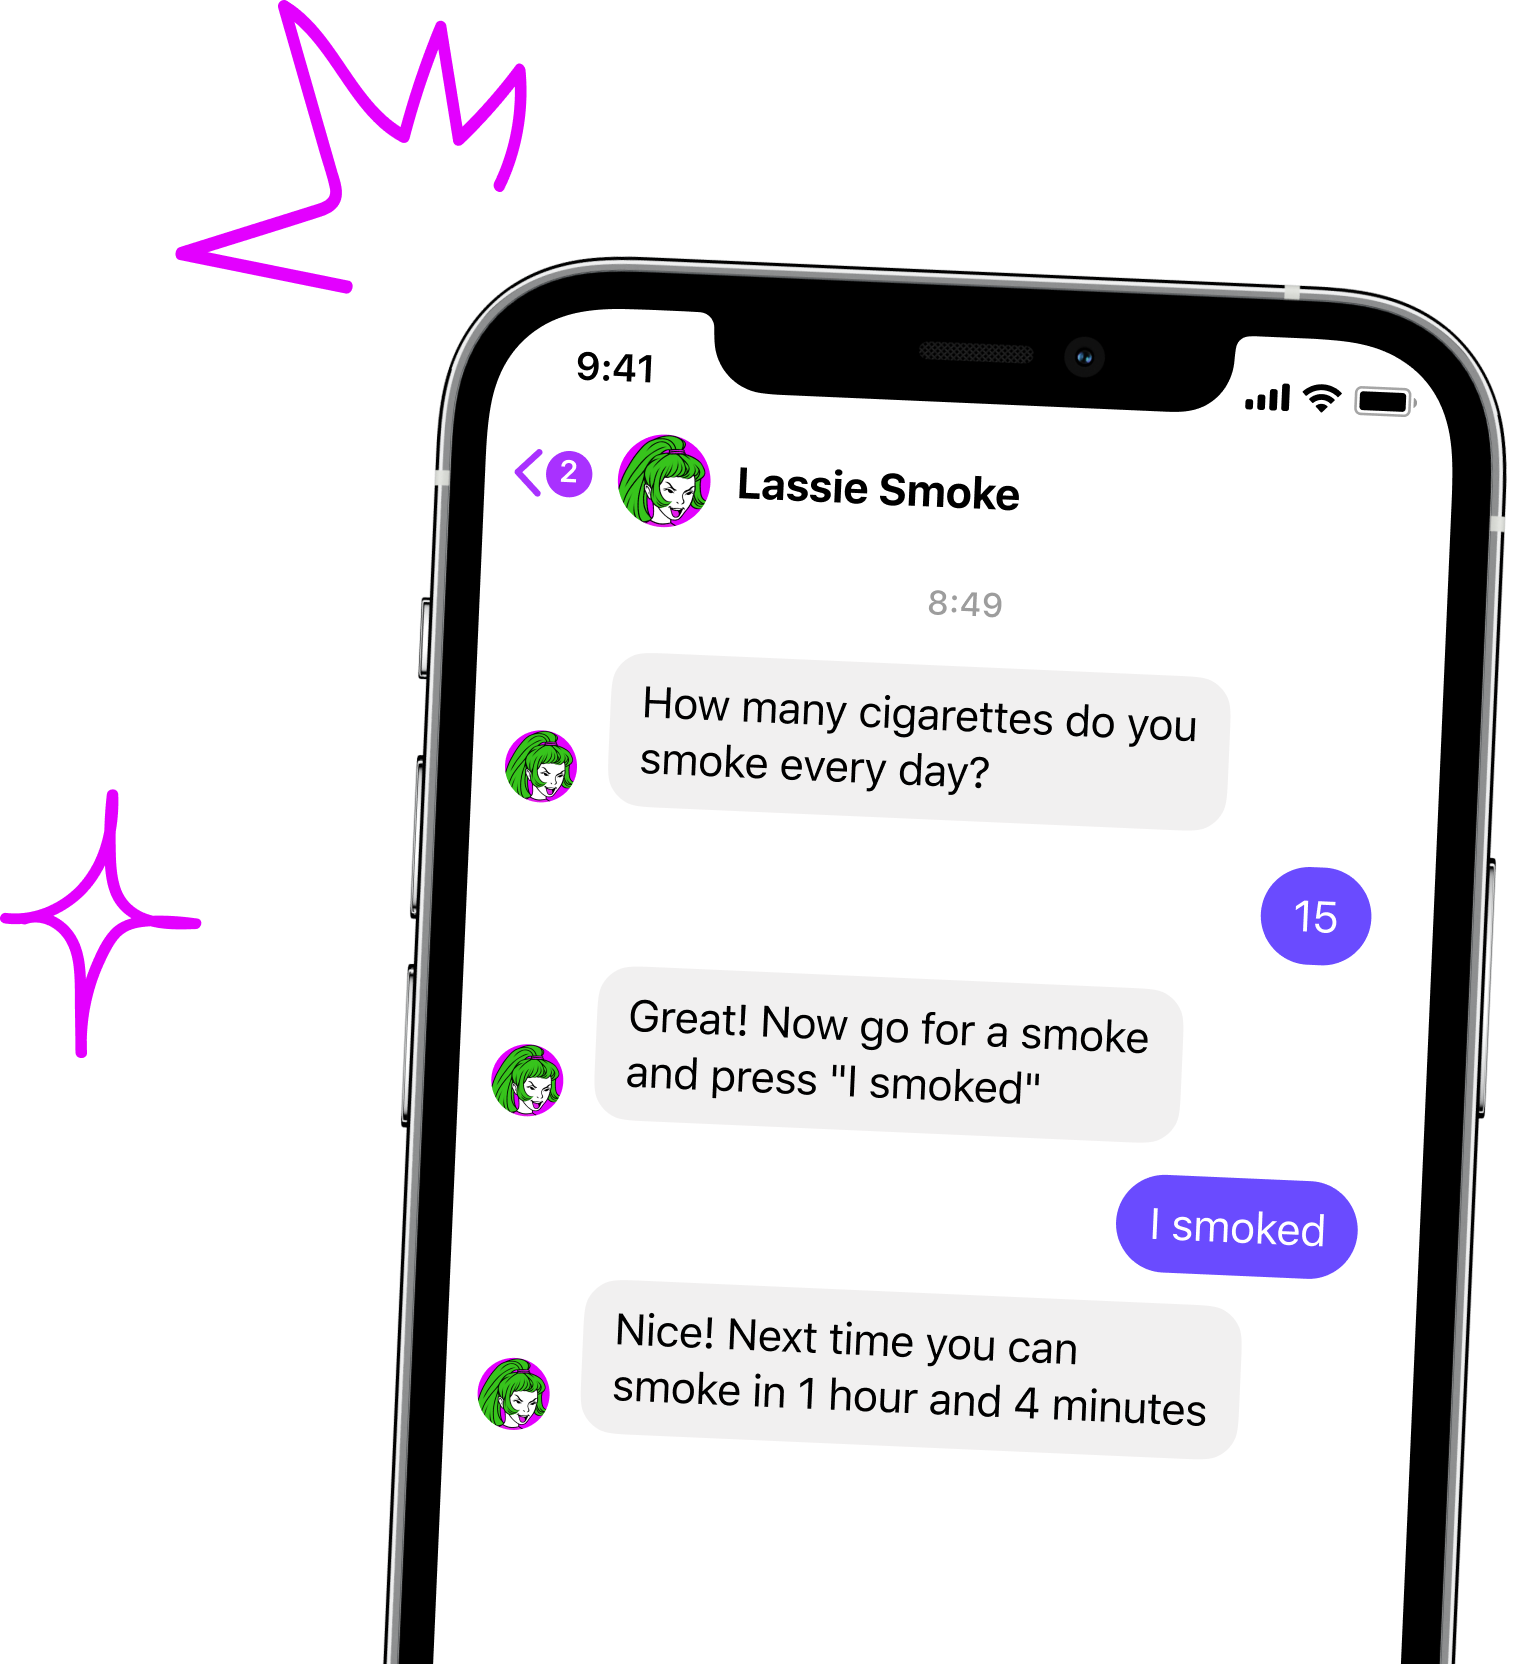 9:41
2
Lassie Smoke
8:49
How many cigarettes do you
smoke every day?
15
Great! Now go for a smoke
and press "I smoked"
I smoked
Nice! Next time you can
smoke in 1 hour and 4 minutes